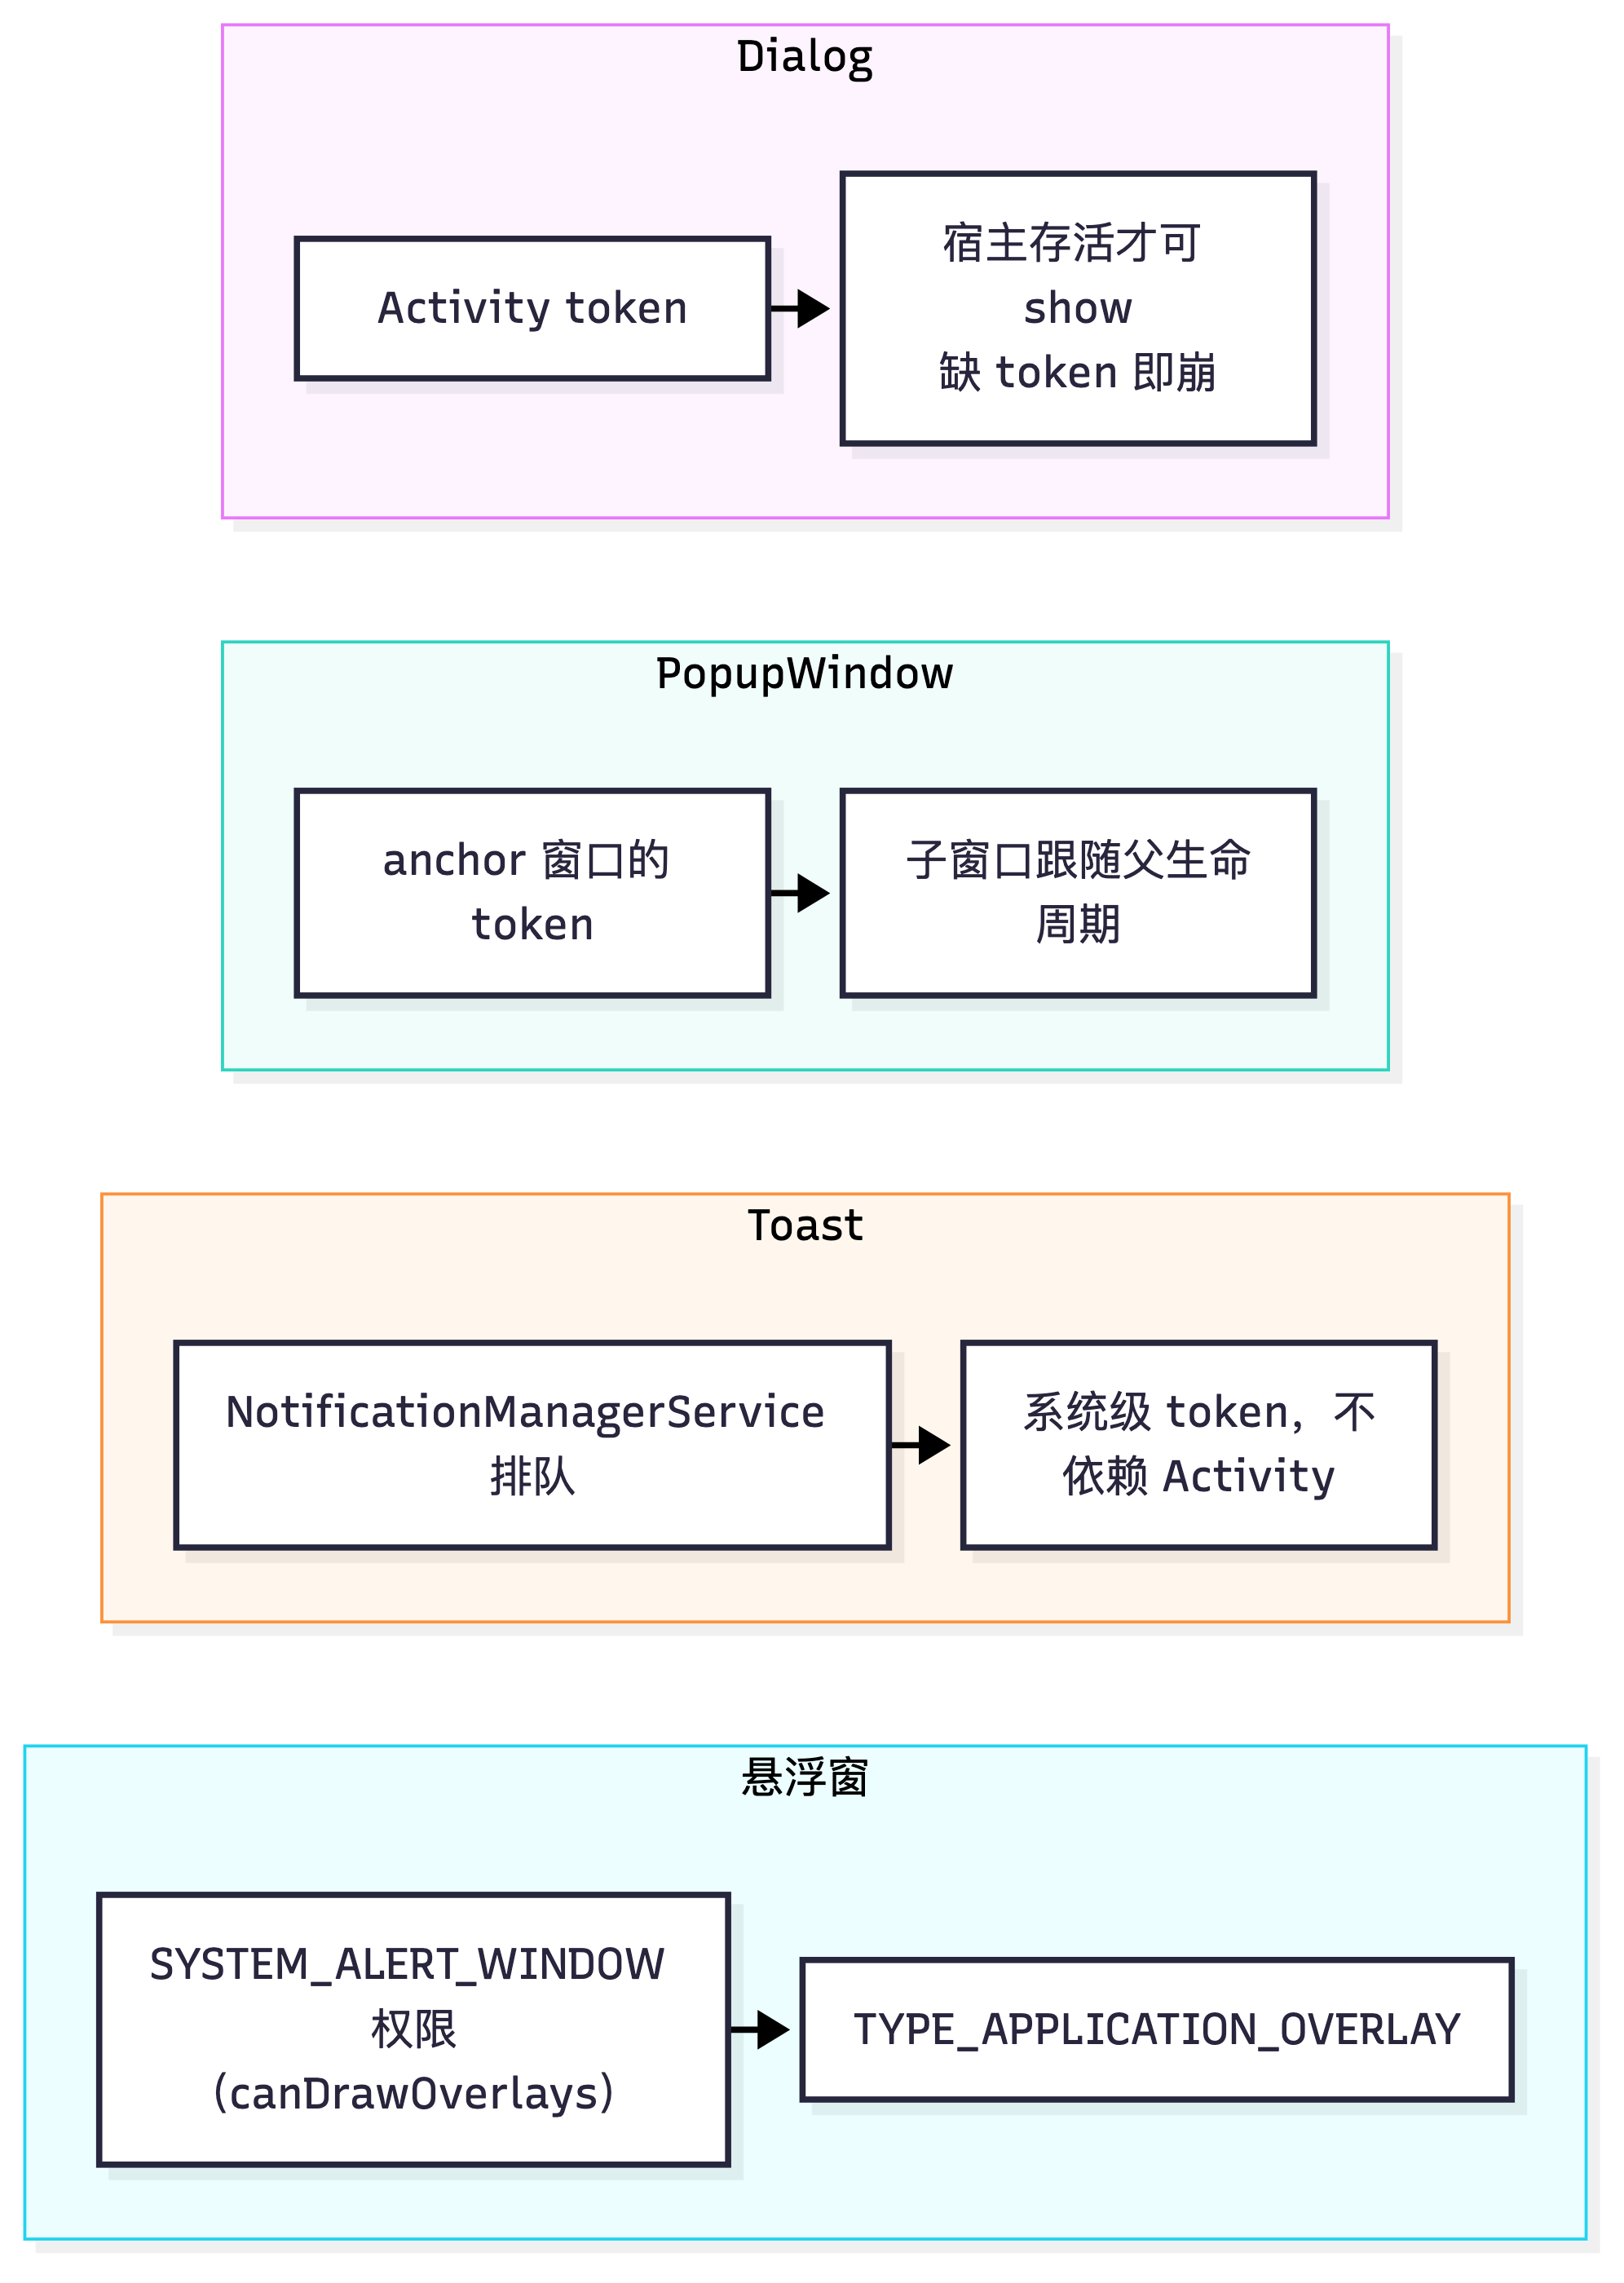 Dialog
Activity token
宿主存活才可
show
缺 token 即崩
PopupWindow
anchor 窗口的
token
子窗口跟随父生命
周期
Toast
NotificationManagerService
排队
系统级 token，不
依赖 Activity
悬浮窗
SYSTEM_ALERT_WINDOW
权限
(canDrawOverlays)
TYPE_APPLICATION_OVERLAY